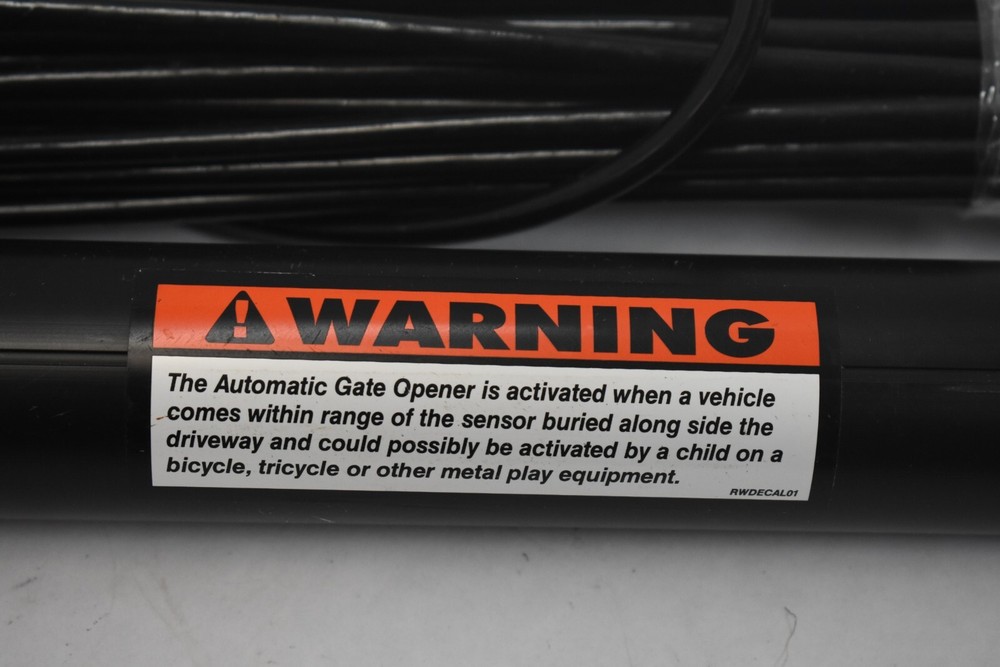 WARNING
The Automatic Gate Opener is activated when a vehicle
comes within range of the sensor buried along side the
driveway and could possibly be activated by a child on a
bicycle, tricycle or other metal play equipment.
RWDECAL01